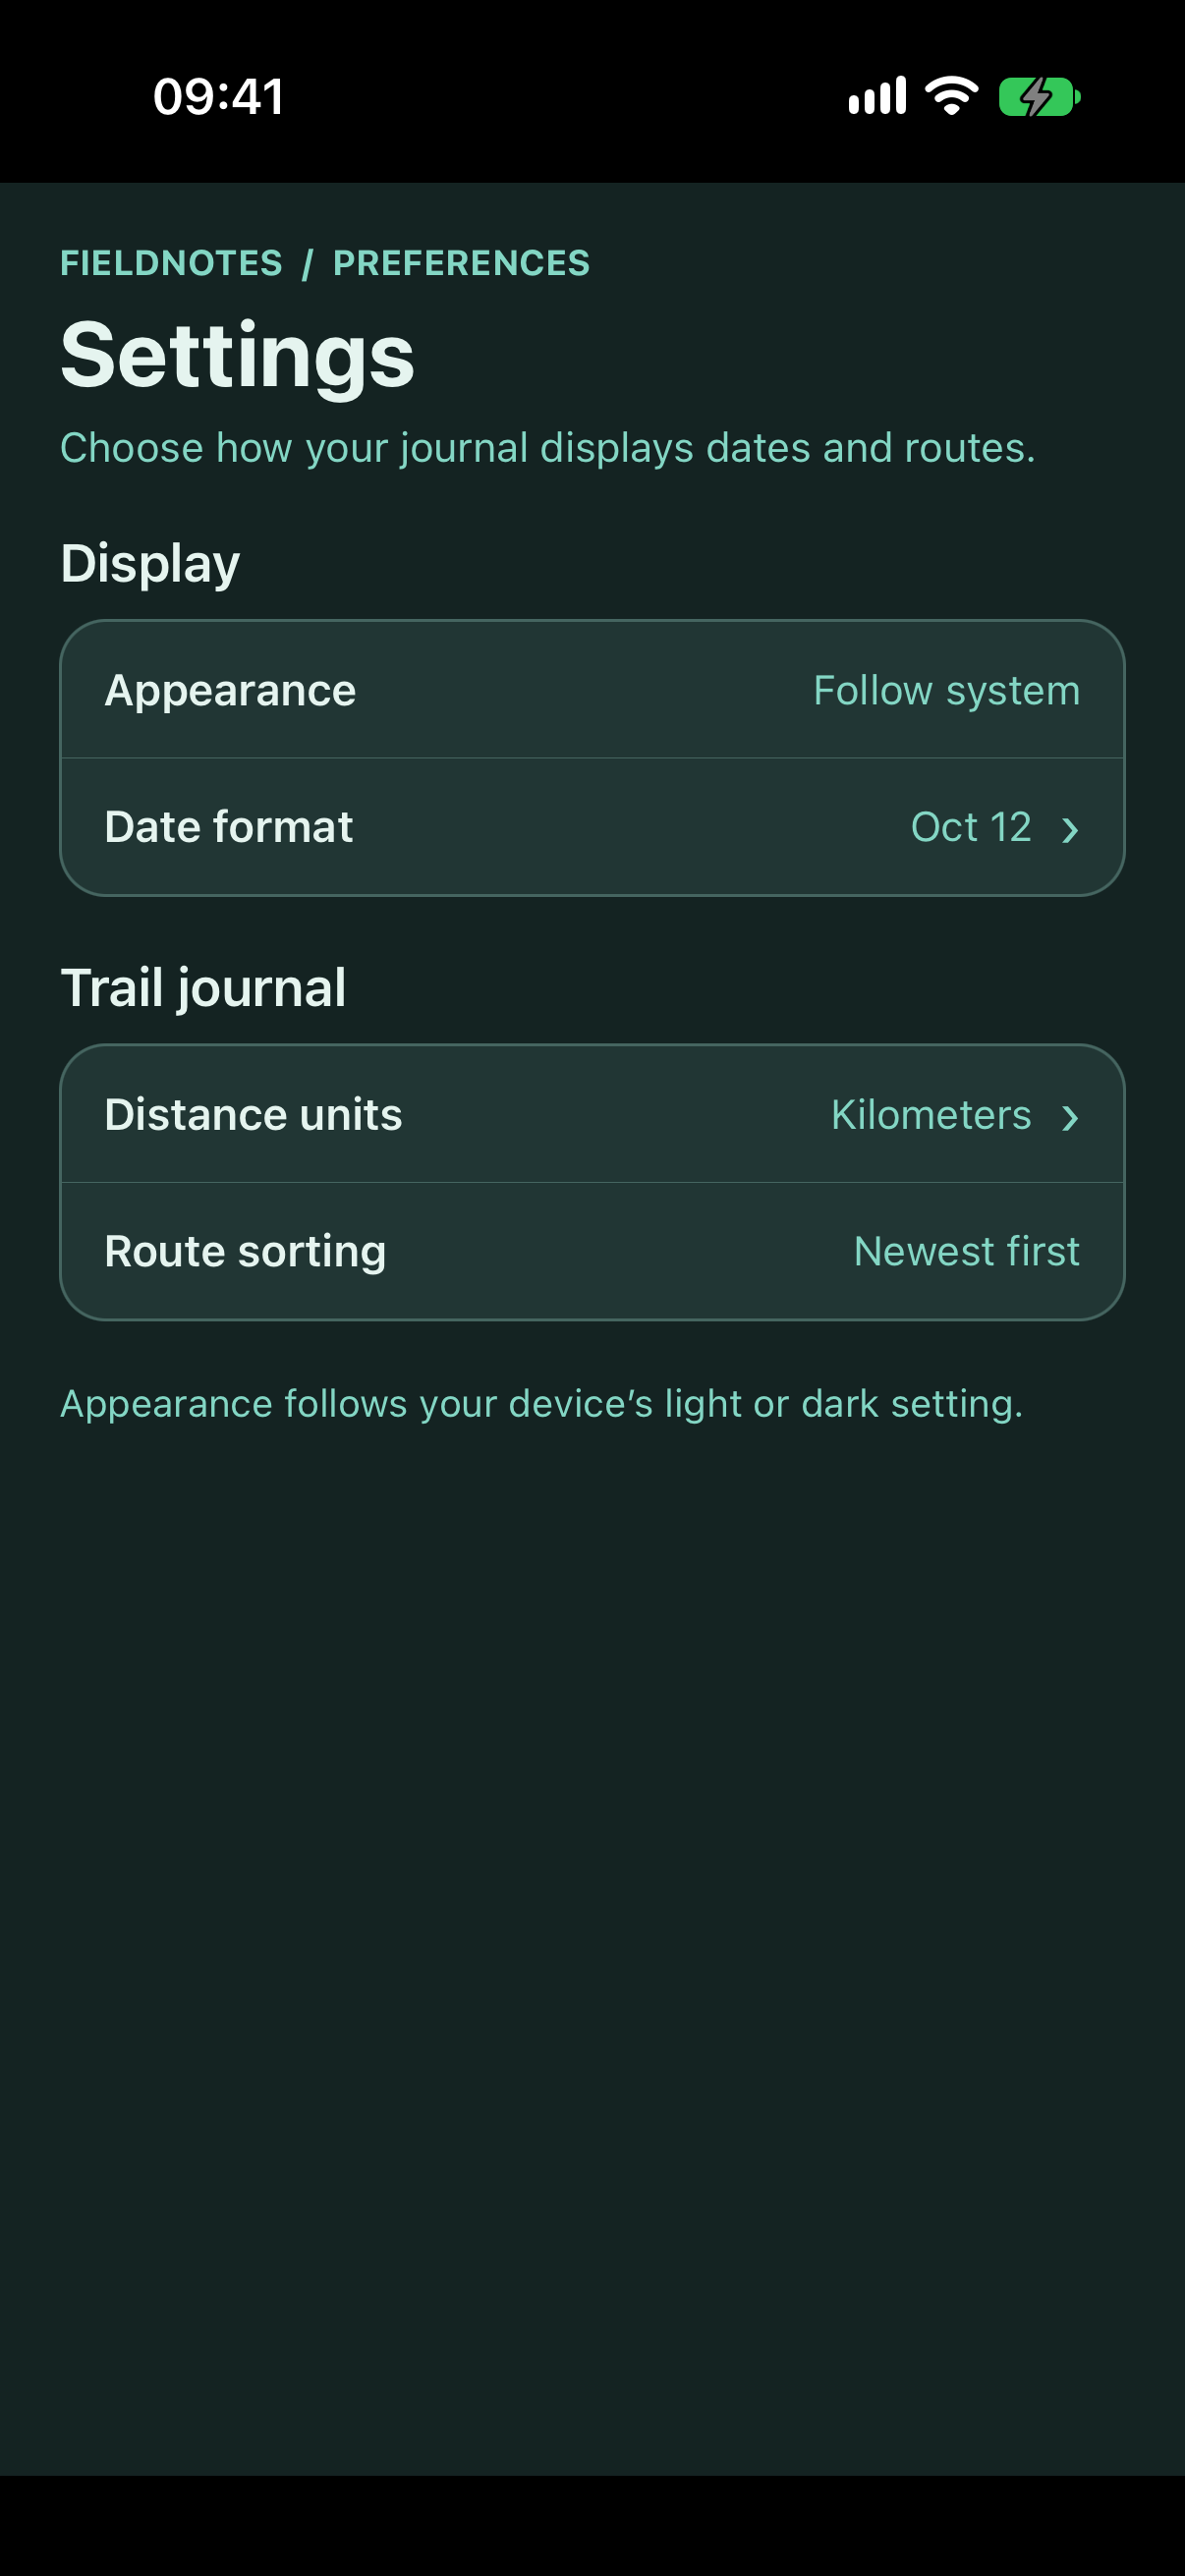 09:41
FIELDNOTES / PREFERENCES
Settings
Choose how your journal displays dates and routes.
Display
Appearance Follow system
Date format Oct 12 ›
Trail journal
Distance units Kilometers ›
Route sorting Newest first
Appearance follows your device’s light or dark setting.